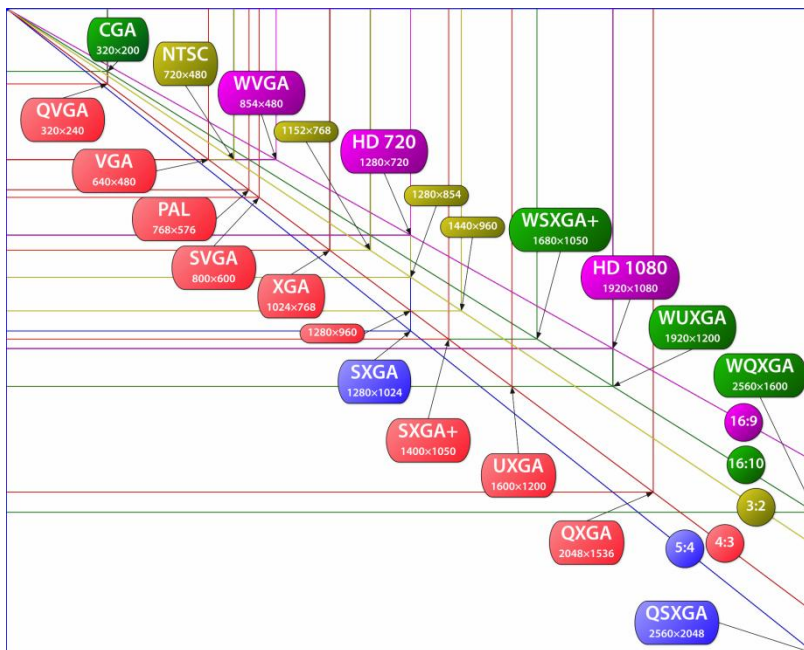 CGA
320×200
NTSC
720×480
WVGA
854×480
QVGA
320×240
1152×768
HD 720
1280×720
VGA
640×480
1280×854
PAL
768×576
1440×960
WSXGA+
1680×1050
SVGA
800×600
XGA
1024×768
HD 1080
1920×1080
1280×960
WUXGA
1920×1200
SXGA
1280×1024
WQXGA
2560×1600
SXGA+
1400×1050
16:9
UXGA
1600×1200
16:10
3:2
QXGA
2048×1536
5:4
4:3
QSXGA
2560×2048